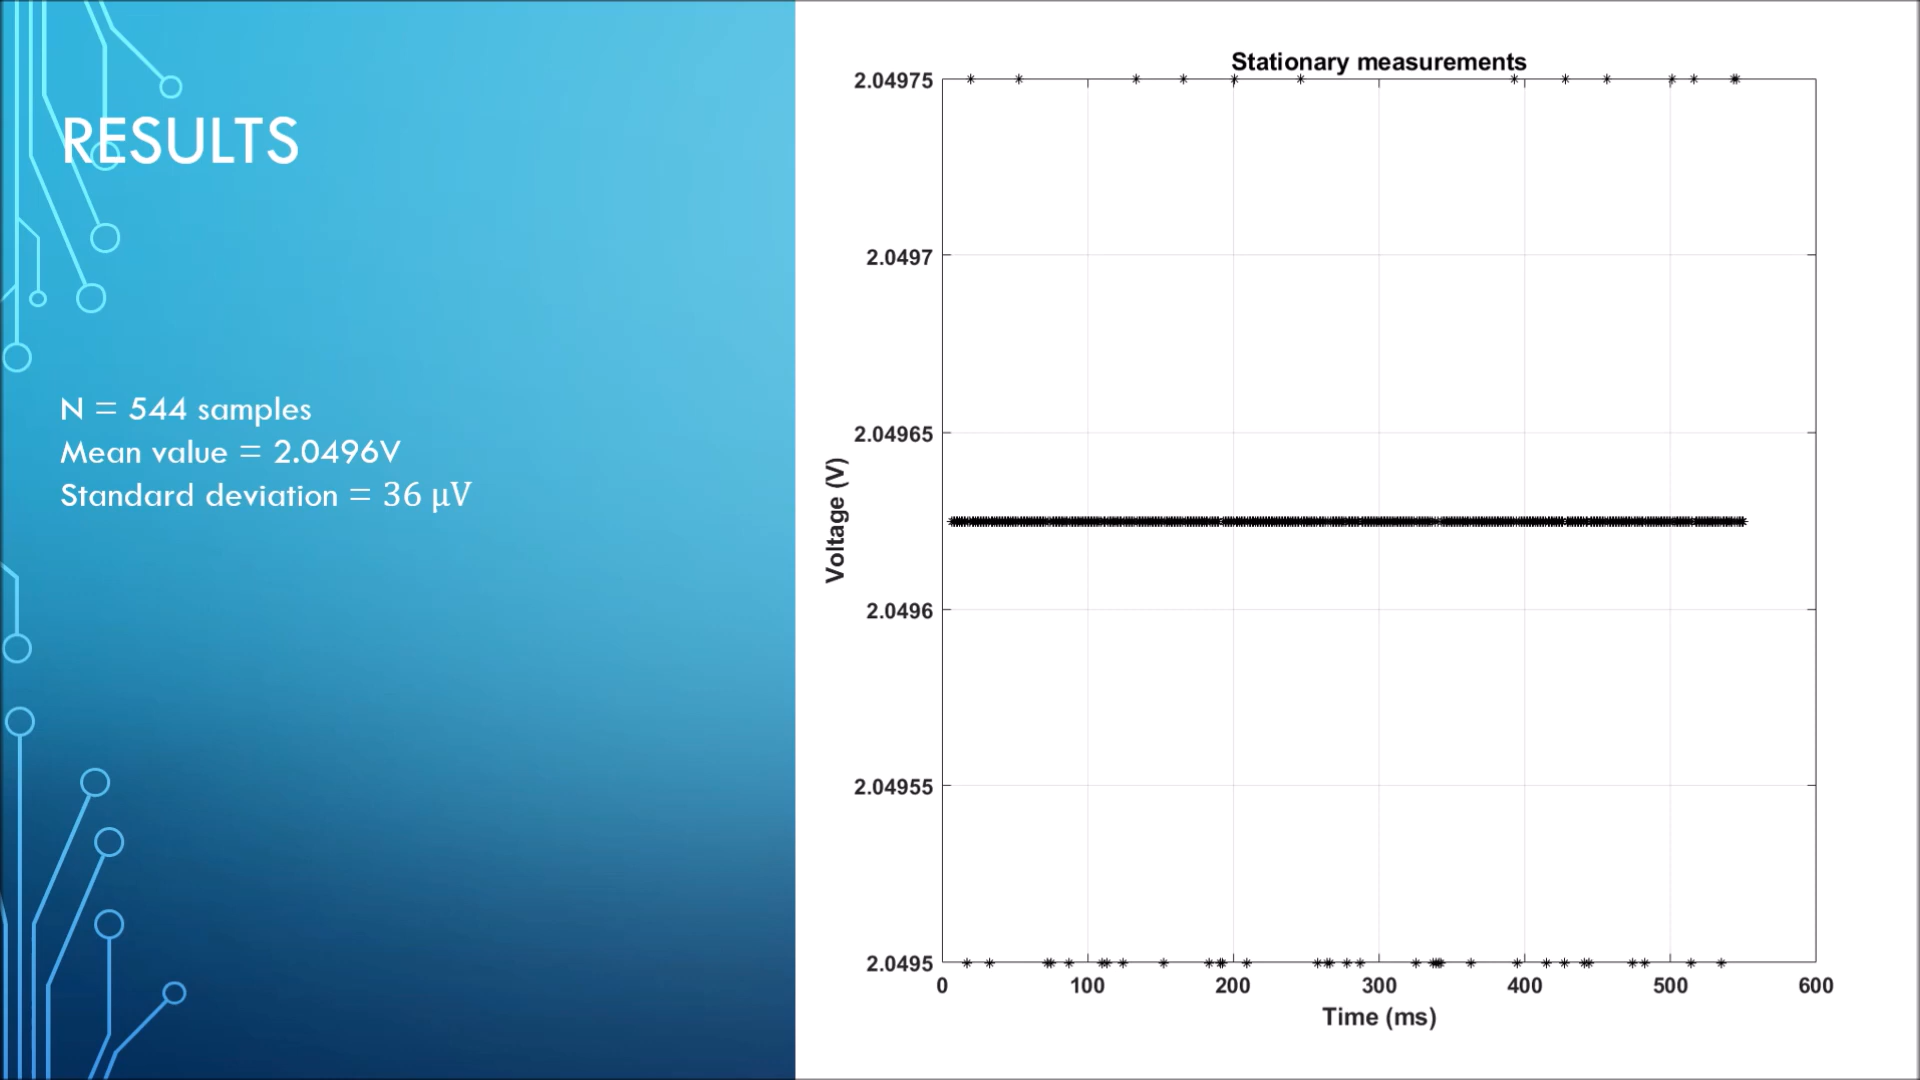 RESULTS
N = 544 samples
Mean value = 2.0496V
Standard deviation = 36 µV
Stationary measurements
2.04975
2.0497
2.04965
2.0496
2.04955
2.0495
Voltage (V)
0 100 200 300 400 500 600
Time (ms)